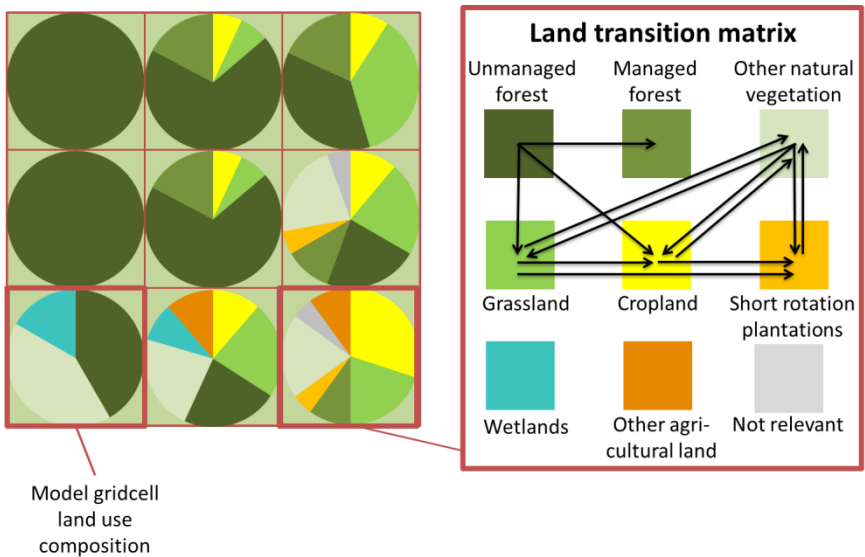 Land transition matrix
Unmanaged
forest
Managed
forest
Other natural
vegetation
Grassland
Cropland
Short rotation
plantations
Wetlands
Other agri-
cultural land
Not relevant
Model gridcell
land use
composition